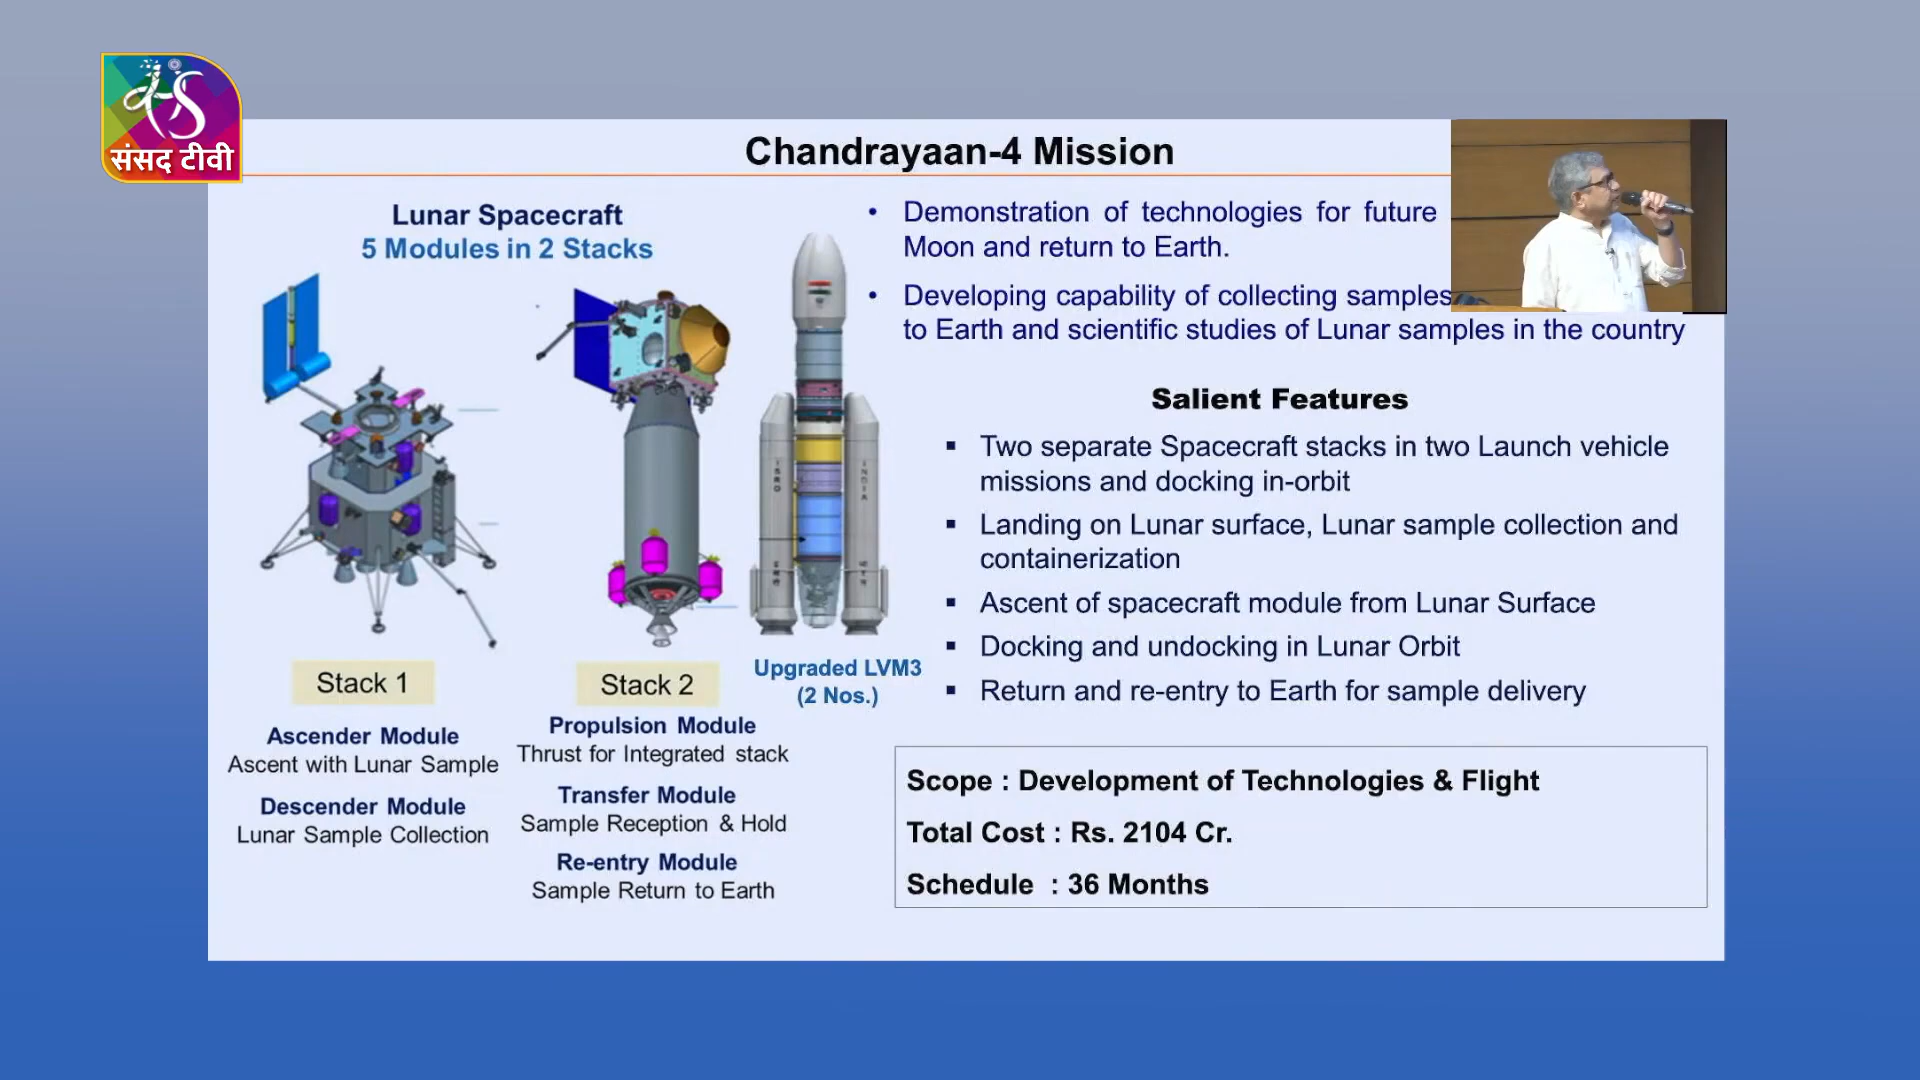 संसद टीवी
Chandrayaan-4 Mission
Lunar Spacecraft
5 Modules in 2 Stacks
Stack 1
Ascender Module
Ascent with Lunar Sample
Descender Module
Lunar Sample Collection
Stack 2
Propulsion Module
Thrust for Integrated stack
Transfer Module
Sample Reception & Hold
Re-entry Module
Sample Return to Earth
ISRO
INDIA
Upgraded LVM3
(2 Nos.)
• Demonstration of technologies for future
Moon and return to Earth.
• Developing capability of collecting samples
to Earth and scientific studies of Lunar samples in the country
Salient Features
▪ Two separate Spacecraft stacks in two Launch vehicle
missions and docking in-orbit
▪ Landing on Lunar surface, Lunar sample collection and
containerization
▪ Ascent of spacecraft module from Lunar Surface
▪ Docking and undocking in Lunar Orbit
▪ Return and re-entry to Earth for sample delivery
Scope : Development of Technologies & Flight
Total Cost : Rs. 2104 Cr.
Schedule : 36 Months